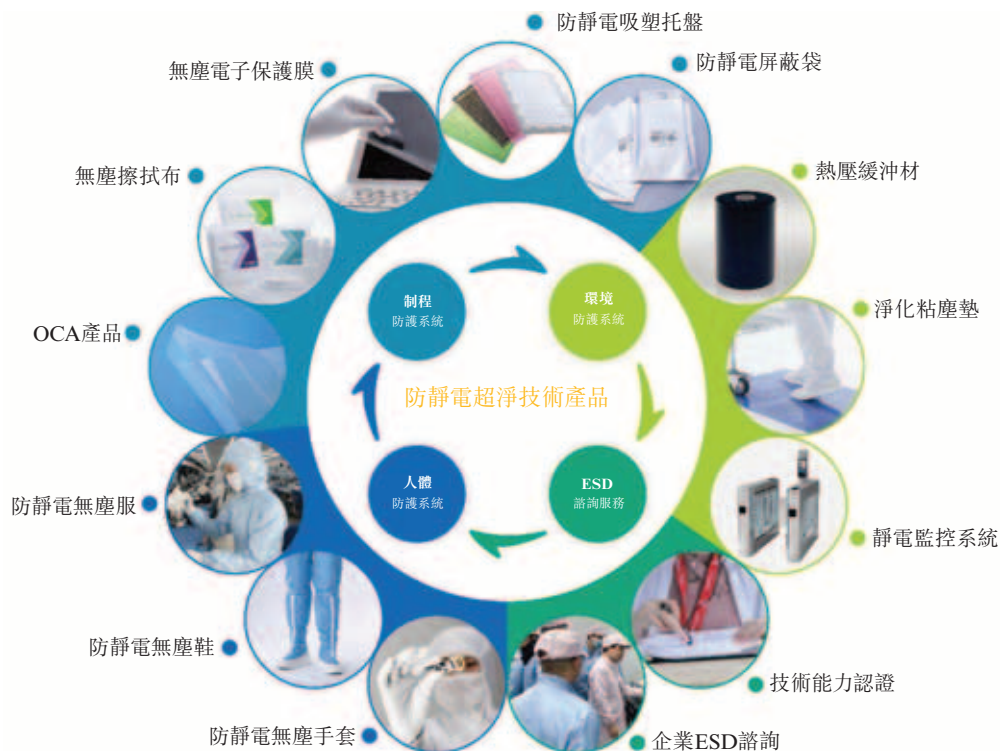 防靜電吸塑托盤
防靜電屏蔽袋
無塵電子保護膜
熱壓緩沖材
無塵擦拭布
淨化粘塵墊
OCA產品
靜電監控系統
防靜電無塵服
技術能力認證
防靜電無塵鞋
企業ESD諮詢
防靜電無塵手套
制程
防護系統
環境
防護系統
防靜電超淨技術產品
人體
防護系統
ESD
諮詢服務